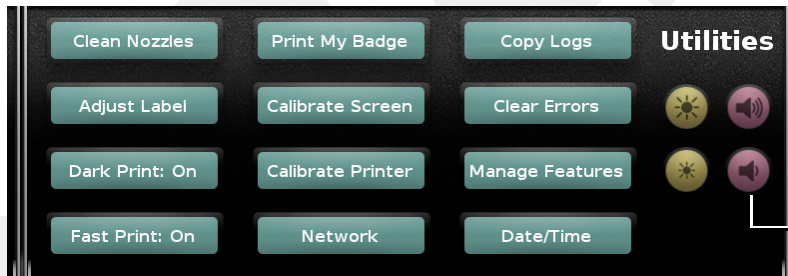 Clean Nozzles Print My Badge Copy Logs Utilities
Adjust Label Calibrate Screen Clear Errors
Dark Print: On Calibrate Printer Manage Features
Fast Print: On Network Date/Time